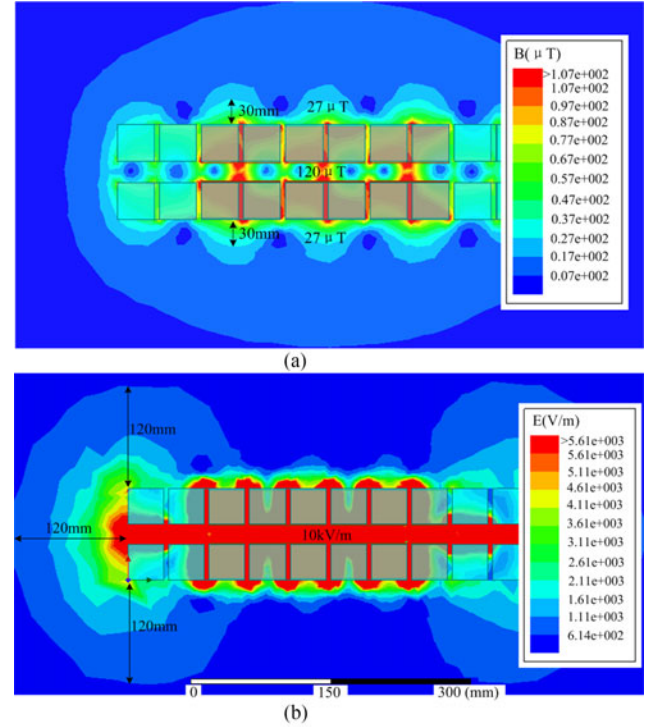 B( μ T)
>1.07e+002
1.07e+002
0.97e+002
0.87e+002
0.77e+002
0.67e+002
0.57e+002
0.47e+002
0.37e+002
0.27e+002
0.17e+002
0.07e+002
30mm
27 μ T
120 μ T
30mm
27 μ T
(a)
E(V/m)
>5.61e+003
5.61e+003
5.11e+003
4.61e+003
4.11e+003
3.61e+003
3.11e+003
2.61e+003
2.11e+003
1.61e+003
1.11e+003
6.14e+002
120mm
120mm
10kV/m
120mm
0 150 300 (mm)
(b)